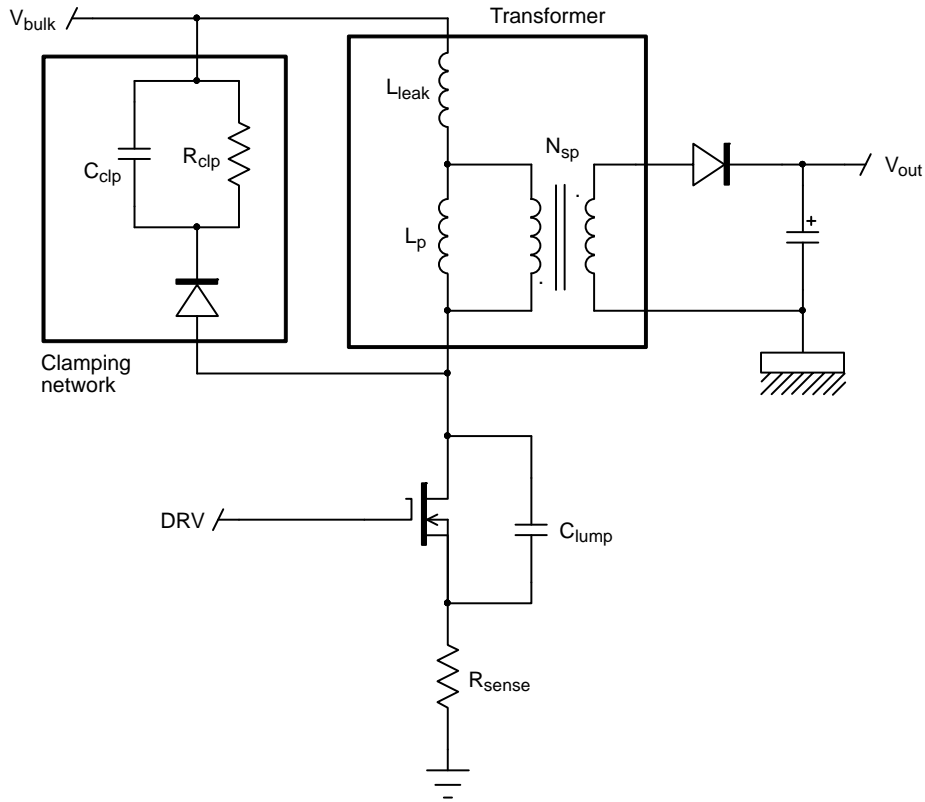 Transformer
Vbulk
Lleak
Nsp
Rclp
Cclp
Vout
+
Lp
Clamping
network
DRV
Clump
Rsense